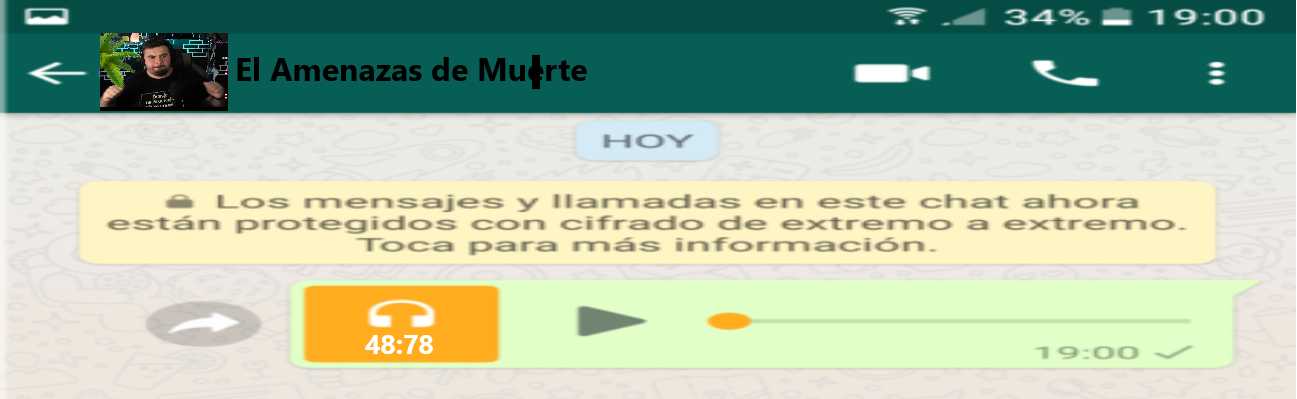 34% 19:00
El Amenazas de Muerte
HOY
Los mensajes y llamadas en este chat ahora
están protegidos con cifrado de extremo a extremo.
Toca para más información.
48:78
19:00